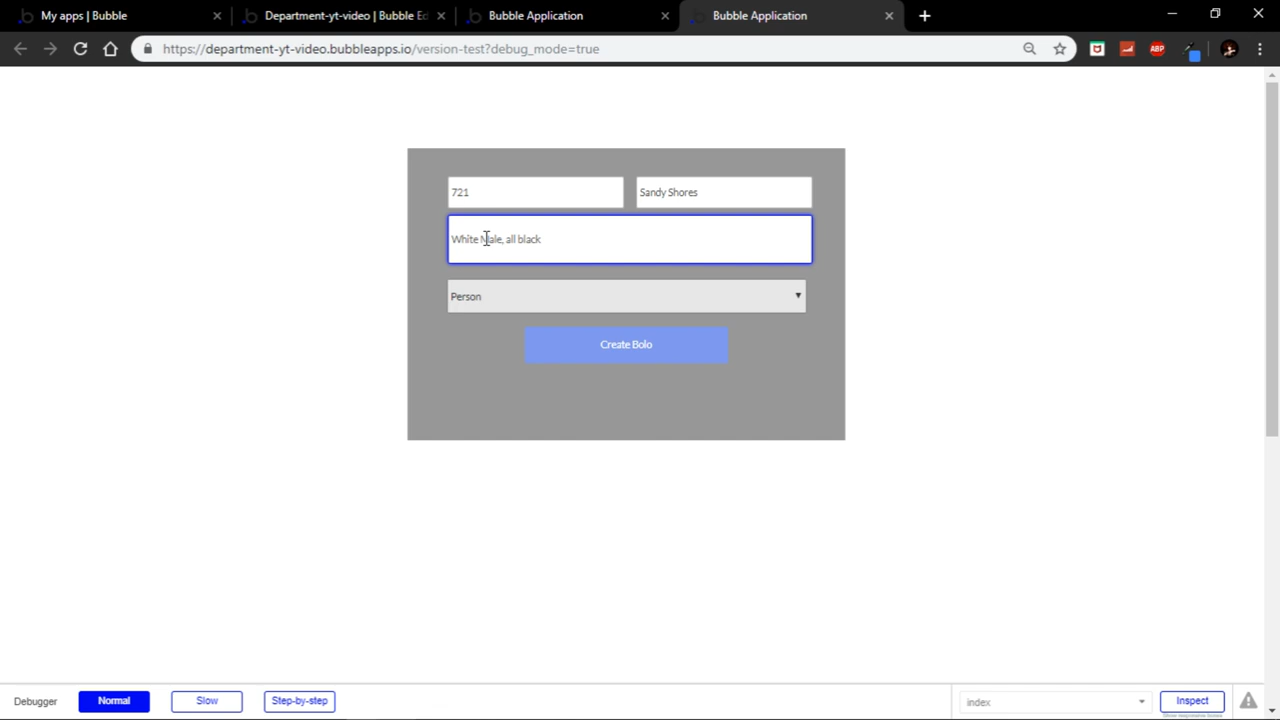 My apps | Bubble
Department-yt-video | Bubble Ed
Bubble Application
Bubble Application
https://department-yt-video.bubbleapps.io/version-test?debug_mode=true
ABP
721
Sandy Shores
White Male, all black
Person
Create Bolo
Debugger
Normal
Slow
Step-by-step
index
Inspect